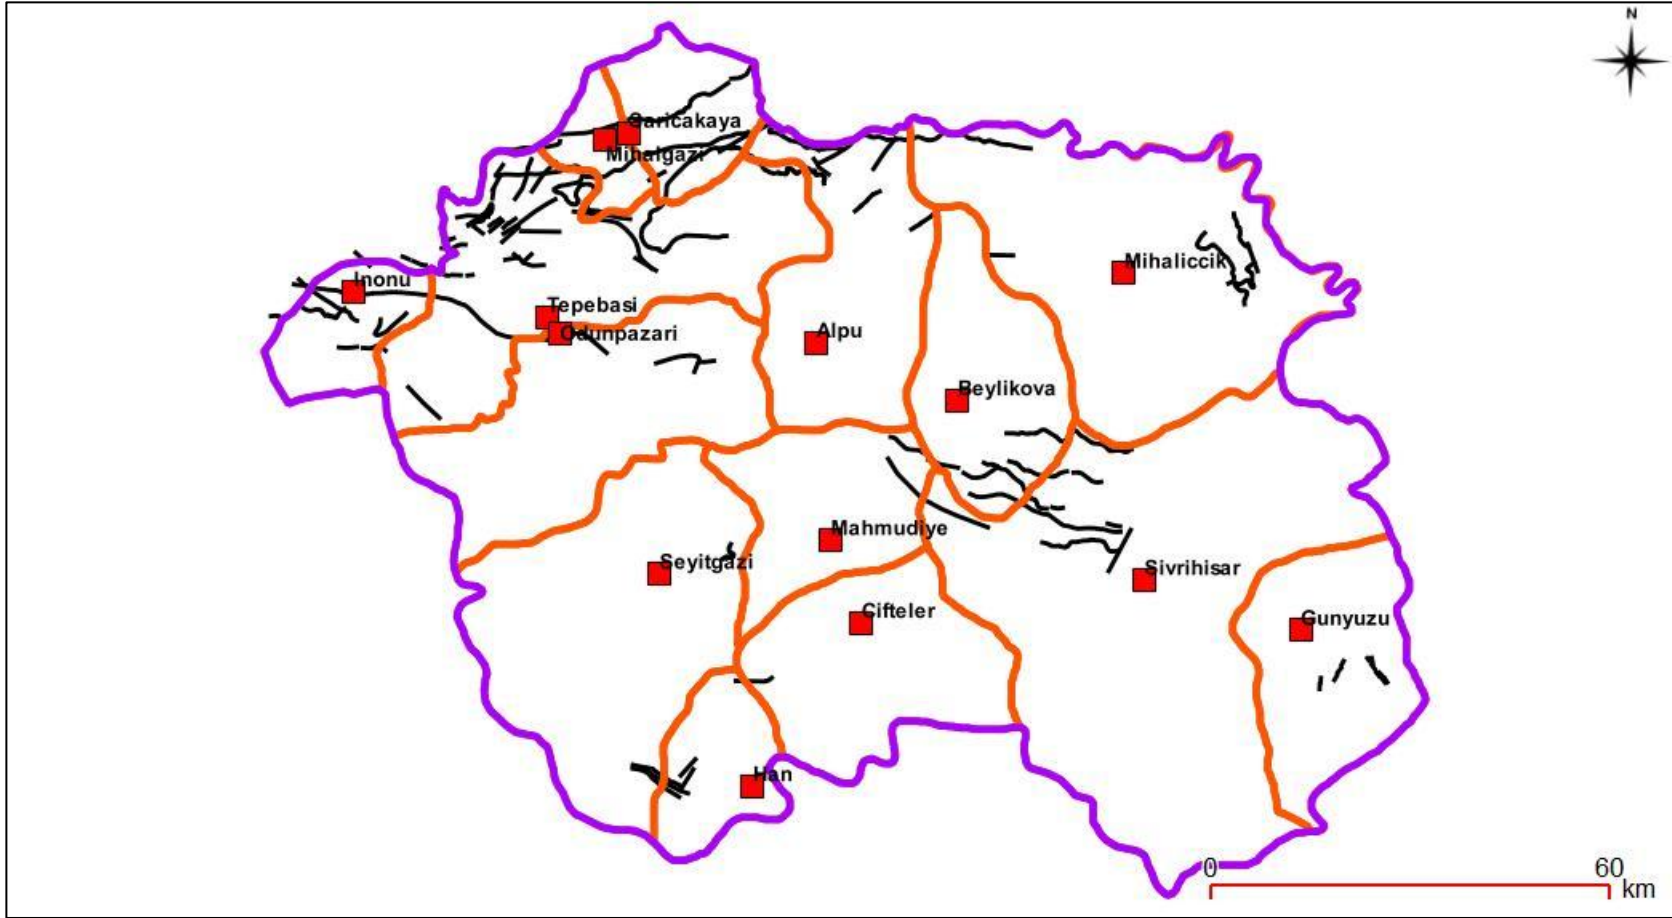 N
Saricakaya
Mihalgazi
Inonu
Mihaliccik
Tepebasi
Odunpazari
Alpu
Beylikova
Mahmudiye
Seyitgazi
Sivrihisar
Cifteler
Gunyuzu
Han
0 60
km